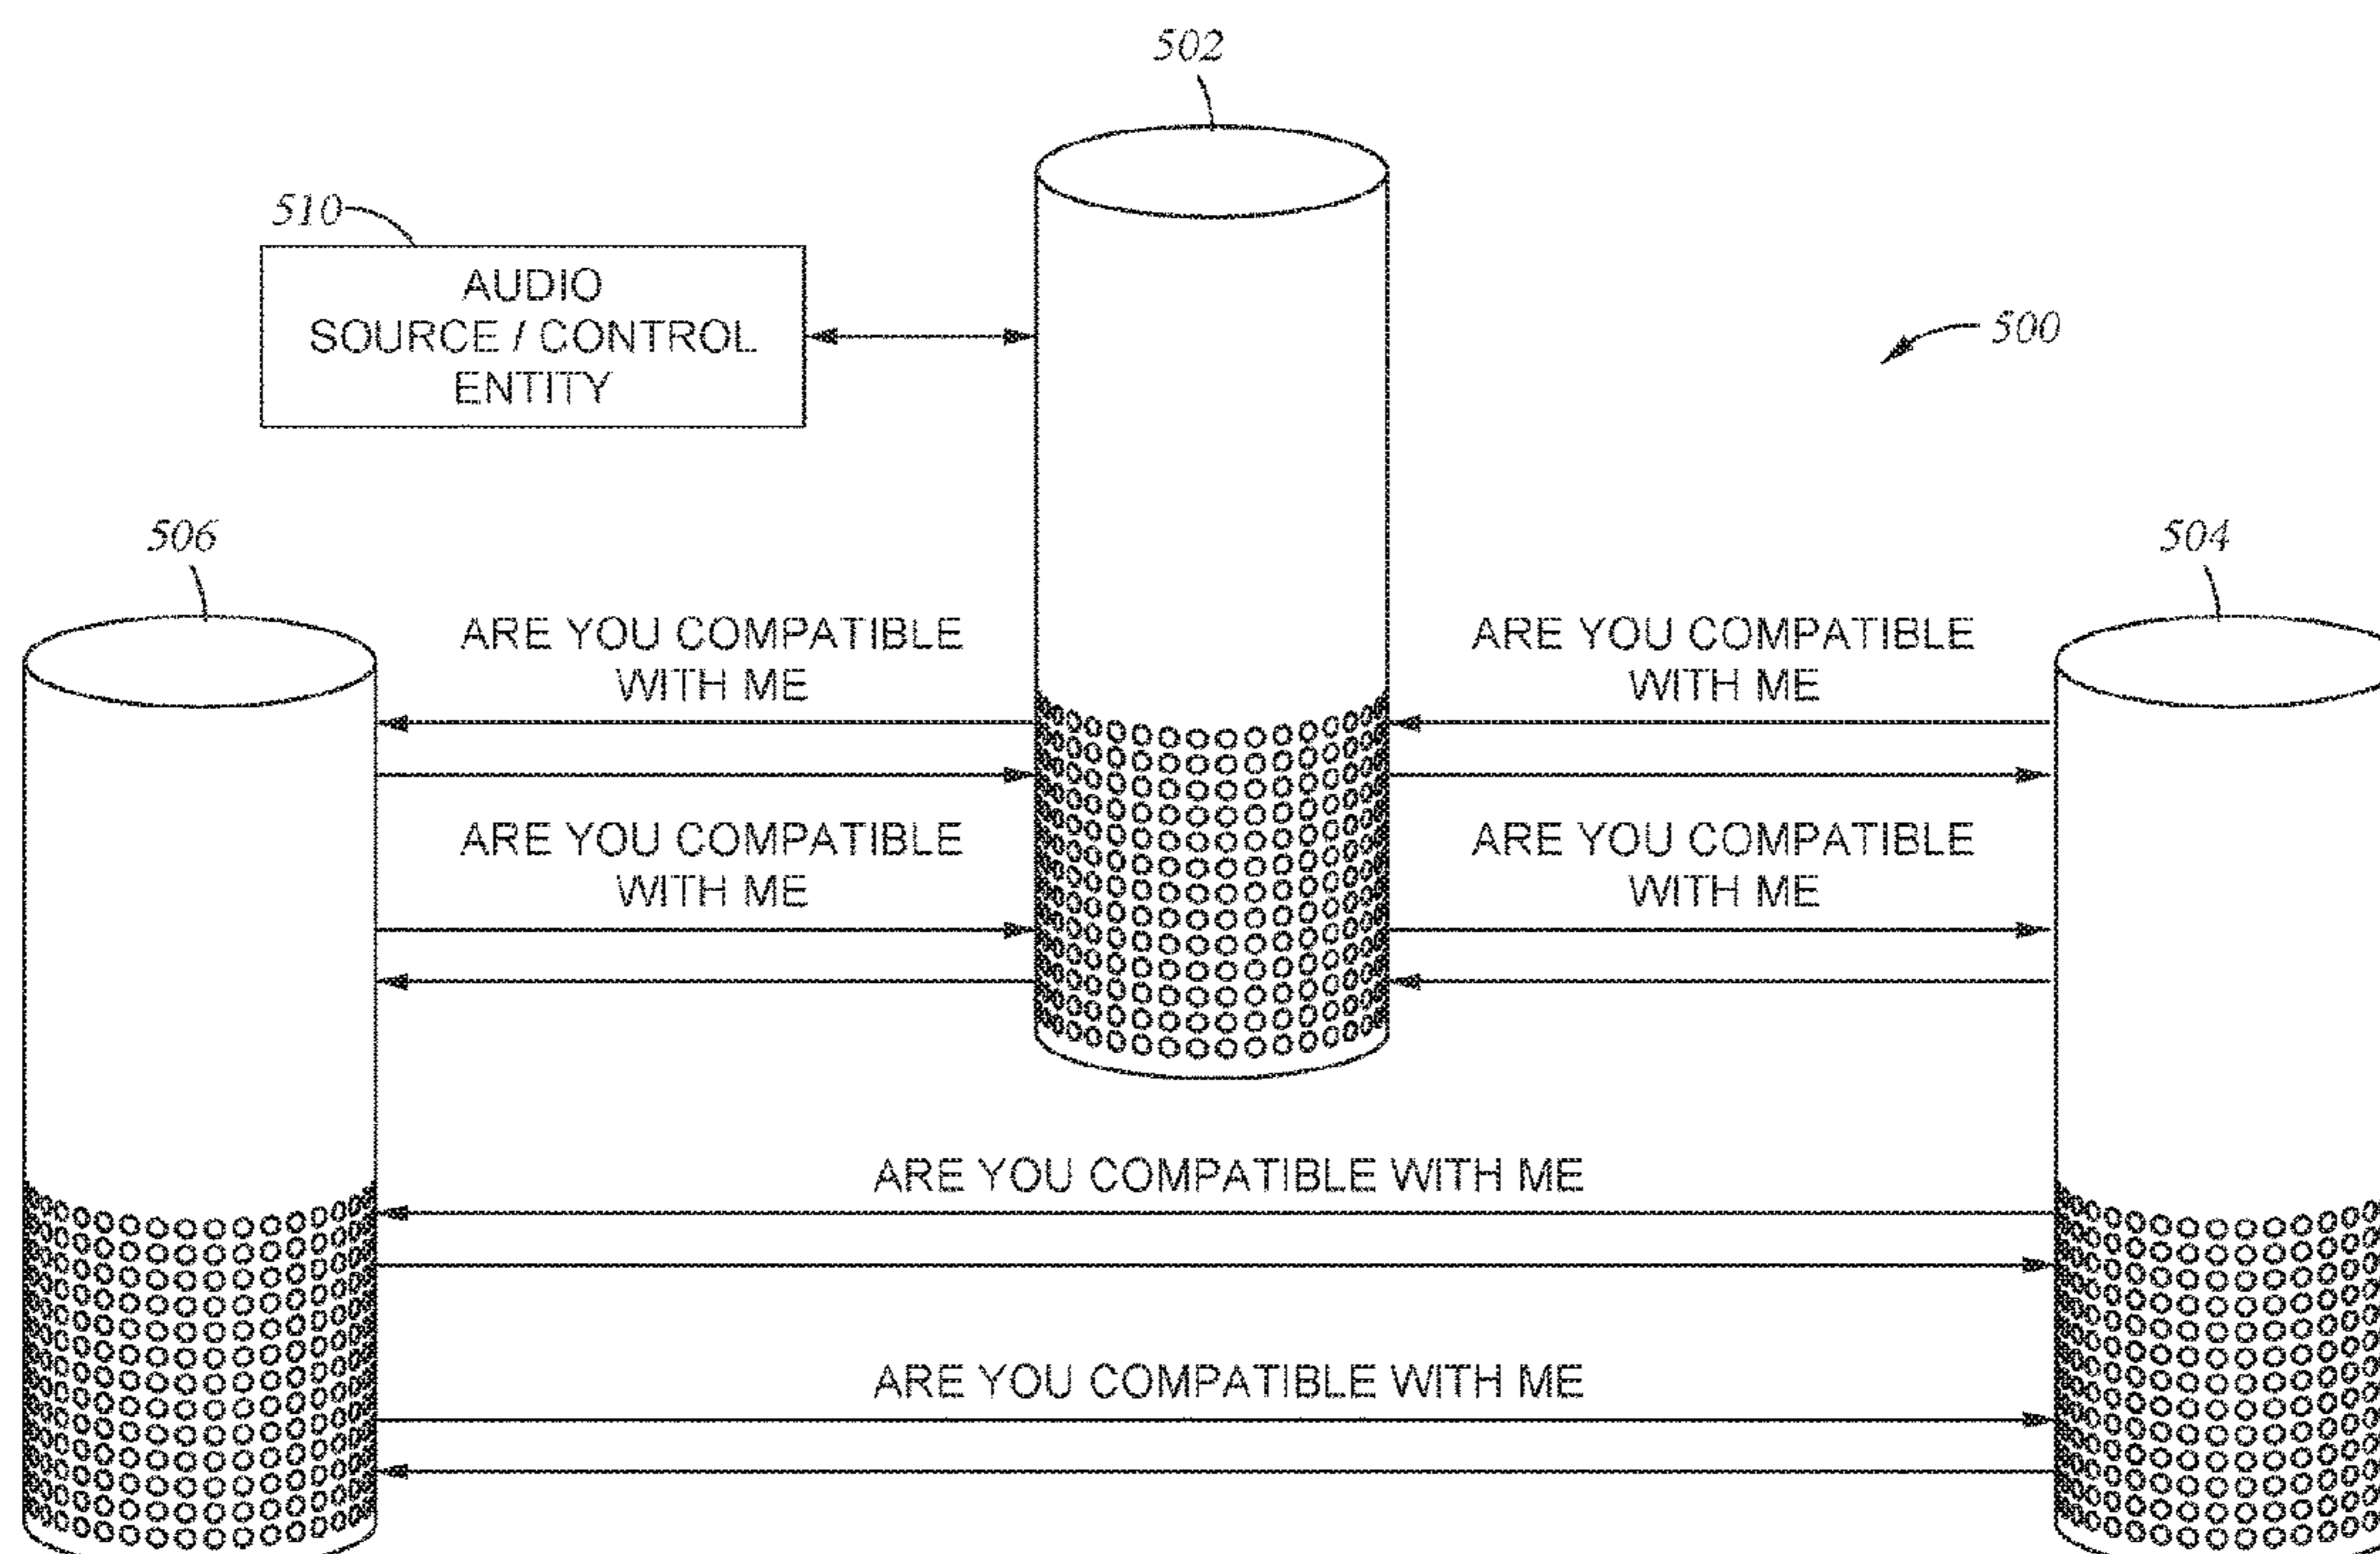 502
510
AUDIO
SOURCE / CONTROL
ENTITY
500
506
504
ARE YOU COMPATIBLE
WITH ME
ARE YOU COMPATIBLE
WITH ME
ARE YOU COMPATIBLE
WITH ME
ARE YOU COMPATIBLE
WITH ME
ARE YOU COMPATIBLE WITH ME
ARE YOU COMPATIBLE WITH ME